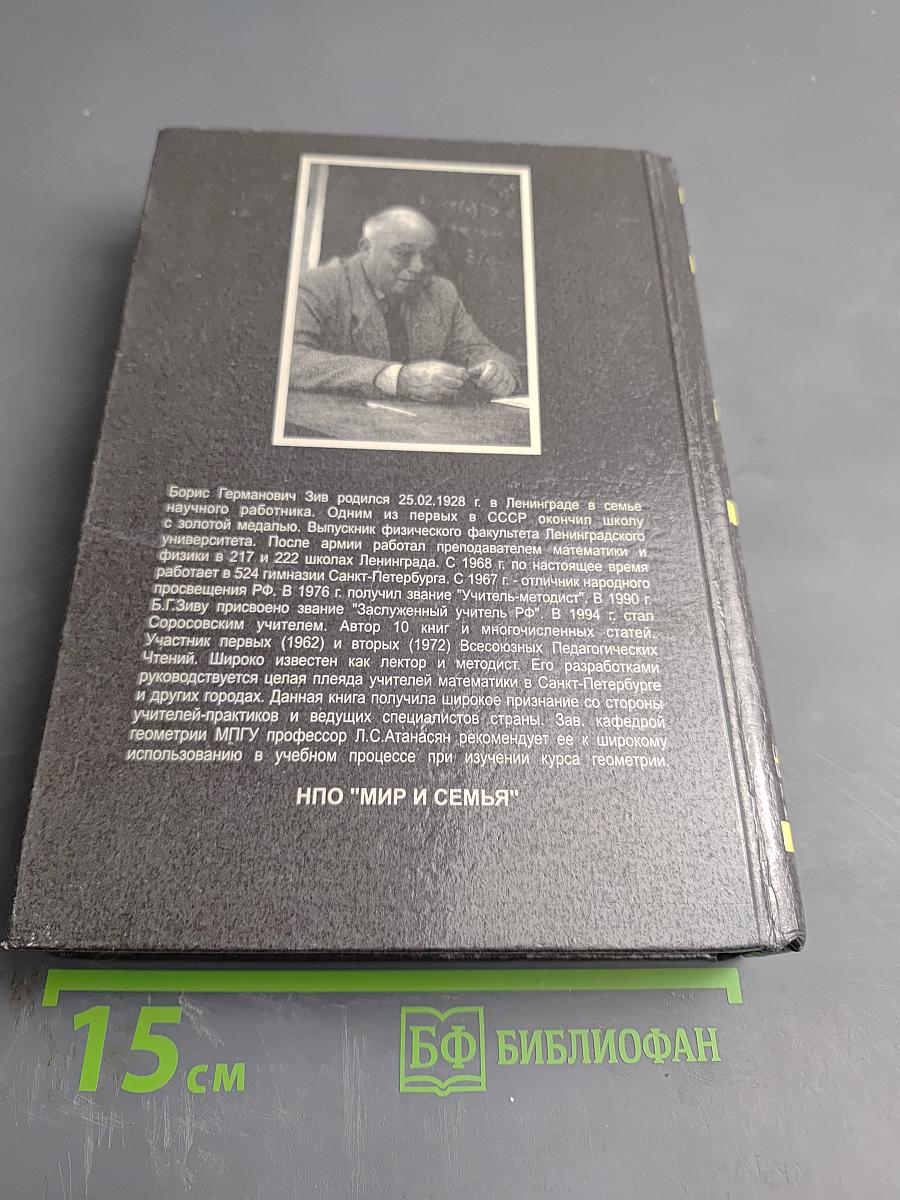 Борис Германович Зив родился 25.02.1928 г. в Ленинграде в семье
научного работника. Одним из первых в СССР окончил школу
с золотой медалью. Выпускник физического факультета Ленинградского
университета. После армии работал преподавателем математики и
физики в 217 и 222 школах Ленинграда. С 1968 г. по настоящее время
работает в 524 гимназии Санкт-Петербурга. С 1967 г. - отличник народного
просвещения РФ. В 1976 г. получил звание "Учитель-методист". В 1990 г.
Б.Г.Зиву присвоено звание "Заслуженный учитель РФ". В 1994 г. стал
Соросовским учителем. Автор 10 книг и многочисленных статей.
Участник первых (1962) и вторых (1972) Всесоюзных Педагогических
Чтений. Широко известен как лектор и методист. Его разработками
руководствуется целая плеяда учителей математики в Санкт-Петербурге
и других городах. Данная книга получила широкое признание со стороны
учителей-практиков и ведущих специалистов страны. Зав. кафедрой
геометрии МПГУ профессор Л.С.Атанасян рекомендует ее к широкому
использованию в учебном процессе при изучении курса геометрии
НПО "МИР И СЕМЬЯ"
15 см
БФ БИБЛИОФАН